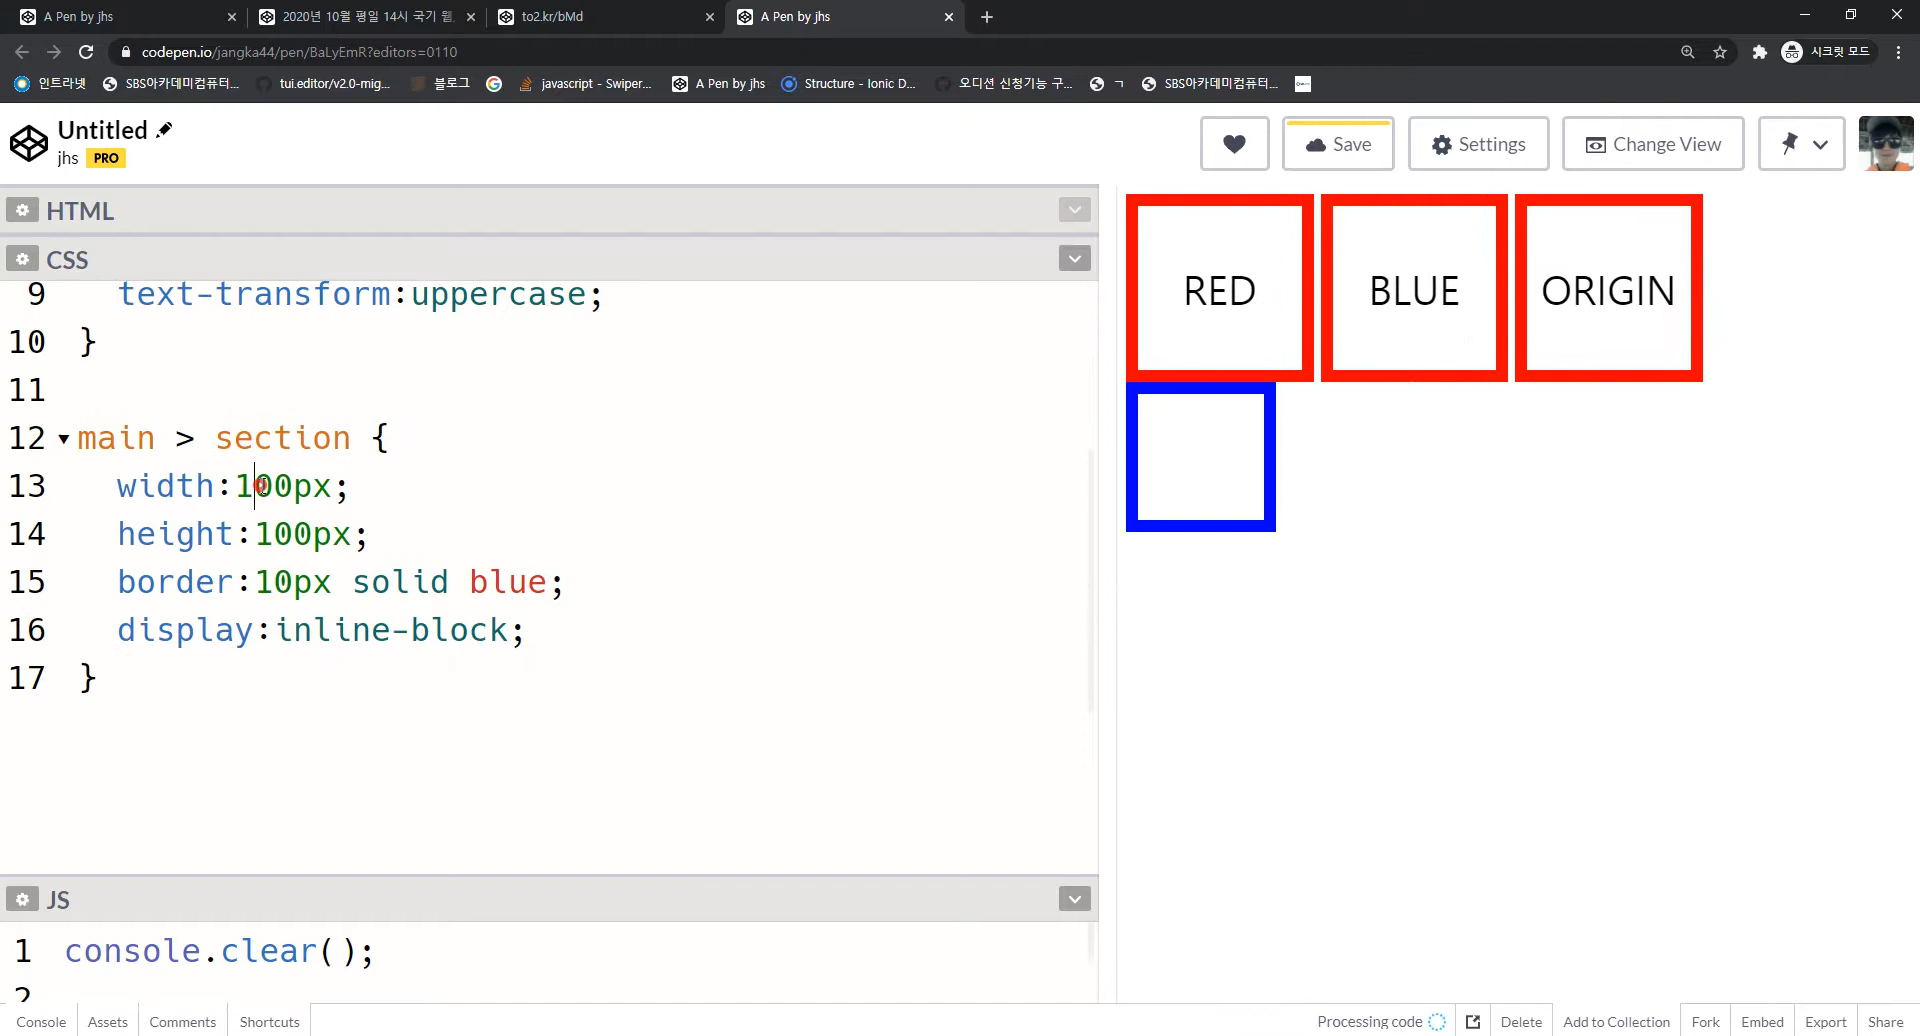 A Pen by jhs
2020년 10월 평일 14시 국기 웹
to2.kr/bMd
A Pen by jhs
codepen.io/jangka44/pen/BaLyEmR?editors=0110
시크릿 모드
인트라넷
SBS아카데미컴퓨터...
tui.editor/v2.0-mig...
블로그
javascript - Swiper...
A Pen by jhs
Structure - Ionic D...
오디션 신청기능 구...
ㄱ
SBS아카데미컴퓨터...
Untitled
jhs PRO
Save
Settings
Change View
HTML
CSS
9 text-transform:uppercase;
10 }
11
12 main > section {
13 width:100px;
14 height:100px;
15 border:10px solid blue;
16 display:inline-block;
17 }
RED
BLUE
ORIGIN
JS
1 console.clear();
2
Console
Assets
Comments
Shortcuts
Processing code
Delete
Add to Collection
Fork
Embed
Export
Share